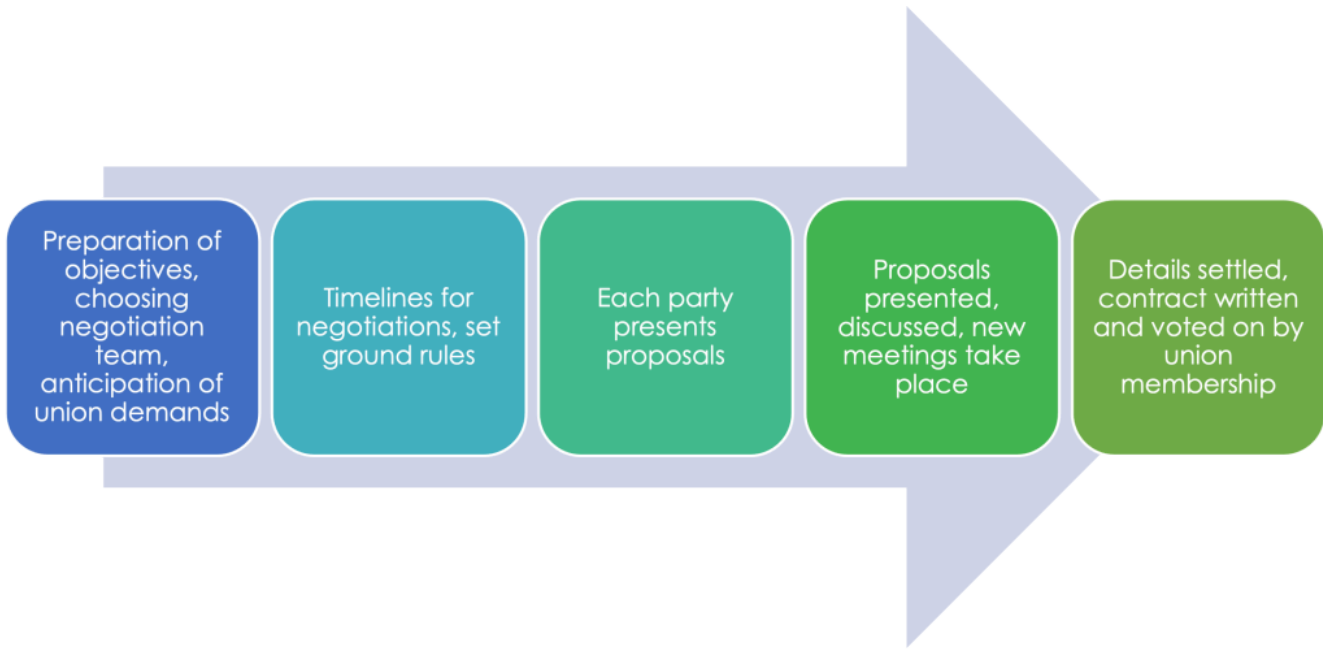 Preparation of
objectives,
choosing
negotiation
team,
anticipation of
union demands
Timelines for
negotiations, set
ground rules
Each party
presents
proposals
Proposals
presented,
discussed, new
meetings take
place
Details settled,
contract written
and voted on by
union
membership